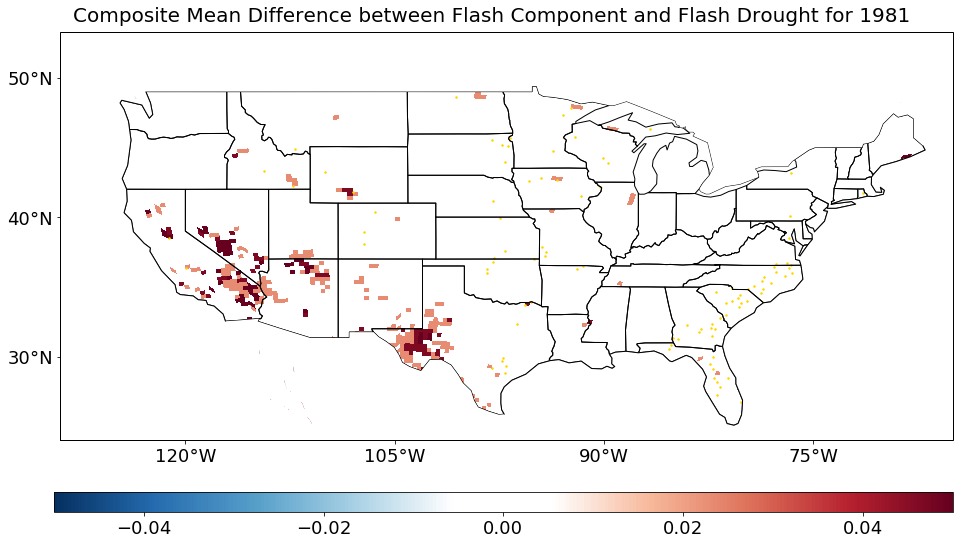 Composite Mean Difference between Flash Component and Flash Drought for 1981
50°N
40°N
30°N
120°W 105°W 90°W 75°W
−0.04 −0.02 0.00 0.02 0.04